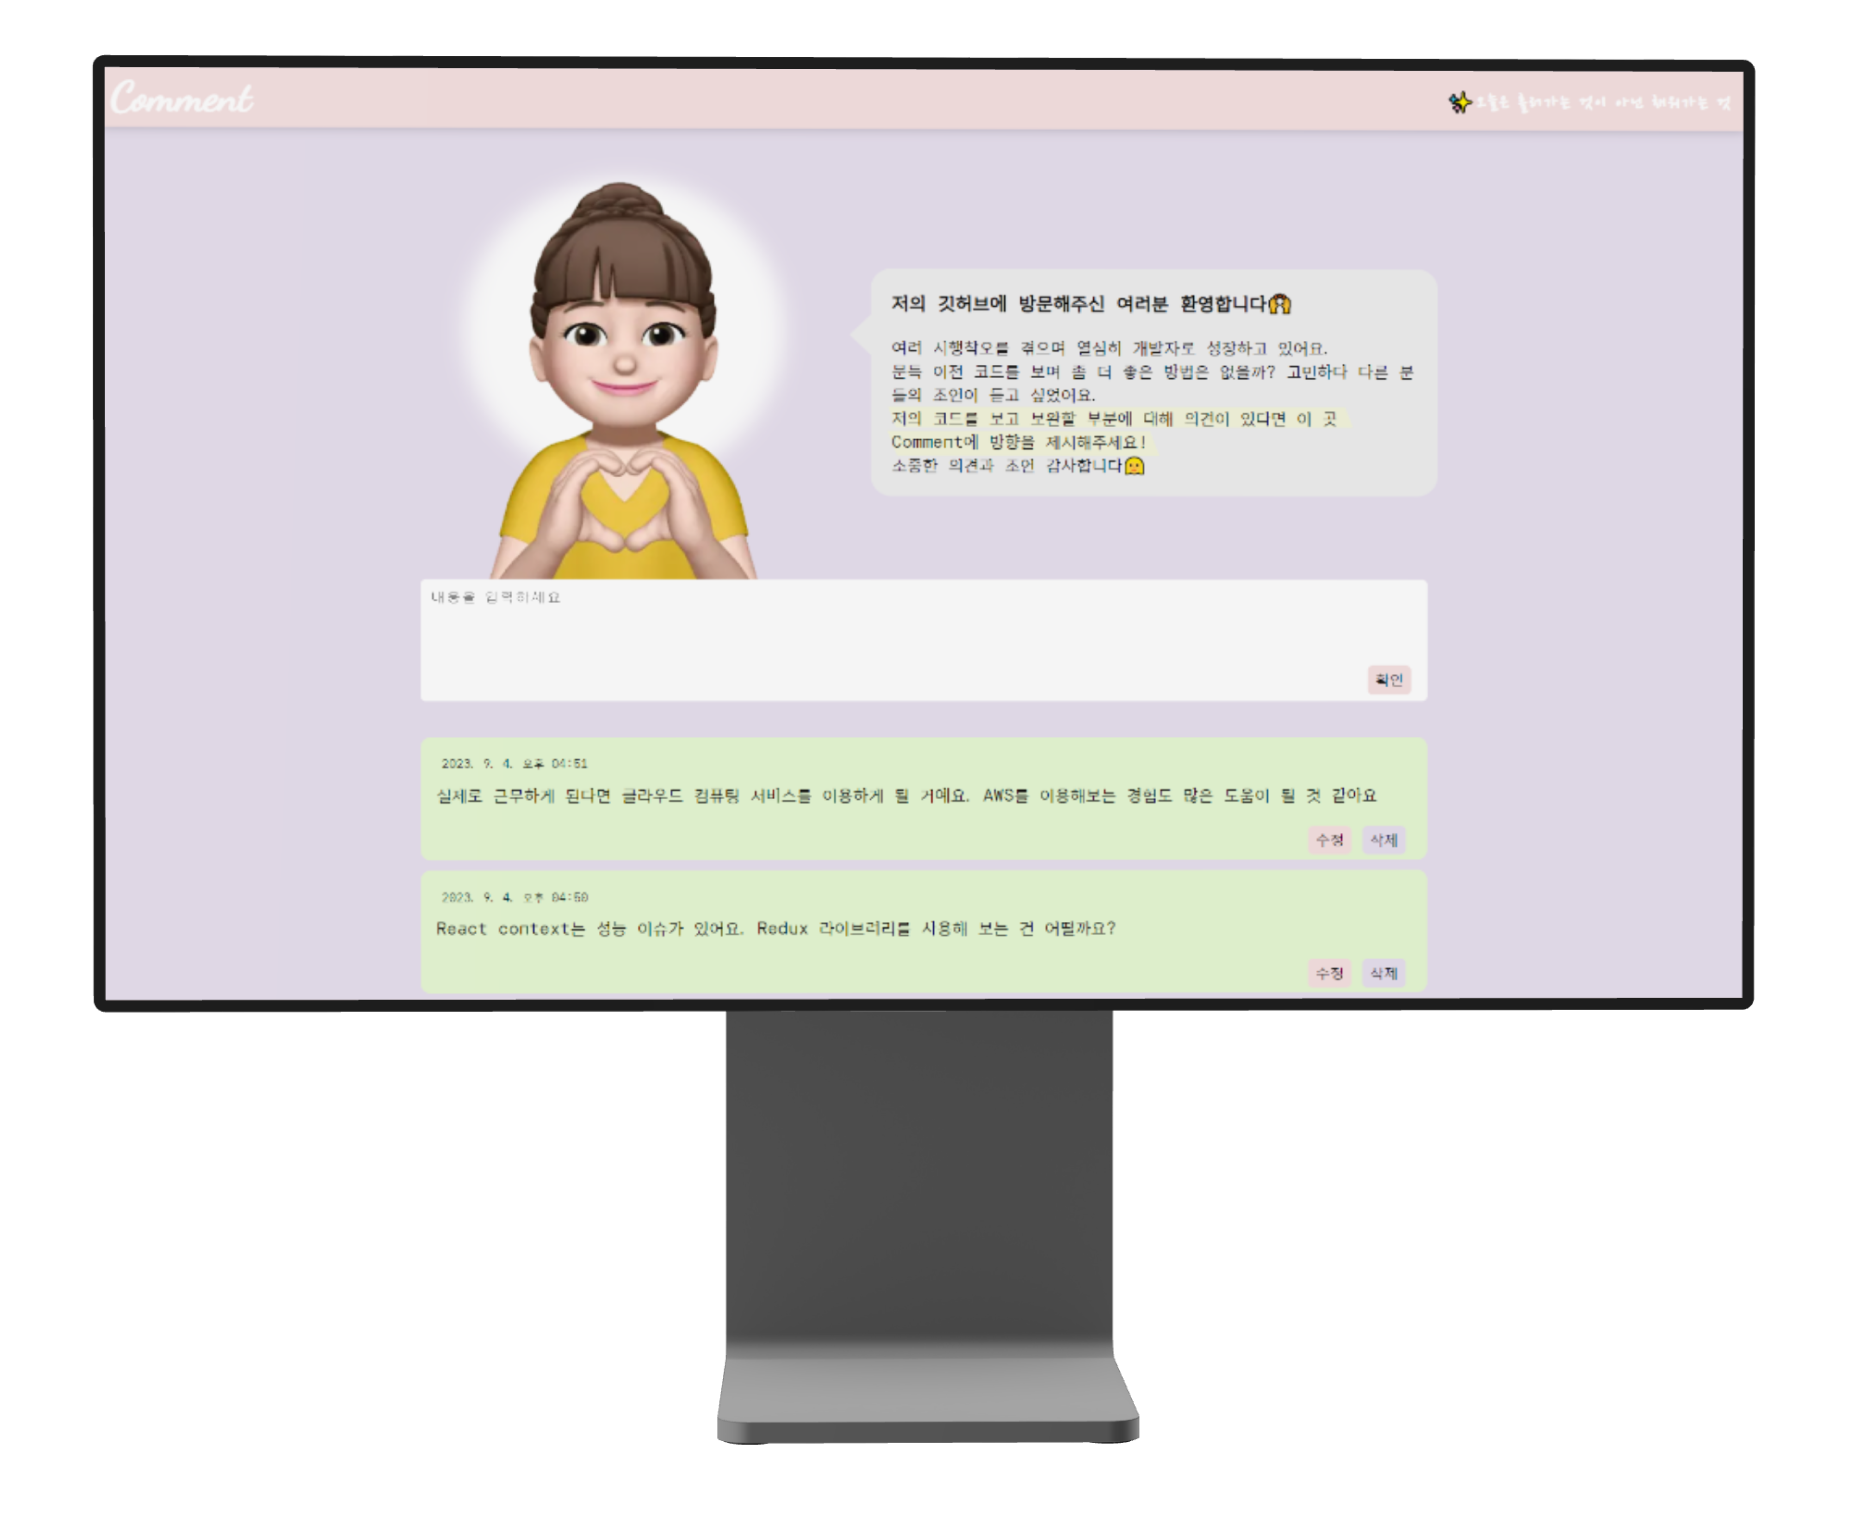 Comment
✨오늘은 흘러가는 것이 아닌 채워가는 것
저의 깃허브에 방문해주신 여러분 환영합니다🙌
여러 시행착오를 겪으며 열심히 개발자로 성장하고 있어요.
문득 이전 코드를 보며 좀 더 좋은 방법은 없을까? 고민하다 다른 분
들의 조언이 듣고 싶었어요.
저의 코드를 보고 보완할 부분에 대해 의견이 있다면 이 곳
Comment에 방향을 제시해주세요!
소중한 의견과 조언 감사합니다
내용을 입력하세요
확인
2023. 9. 4. 오후 04:51
실제로 근무하게 된다면 클라우드 컴퓨팅 서비스를 이용하게 될 거예요. AWS를 이용해보는 경험도 많은 도움이 될 것 같아요
수정 삭제
2023. 9. 4. 오후 04:50
React context는 성능 이슈가 있어요. Redux 라이브러리를 사용해 보는 건 어떨까요?
수정 삭제